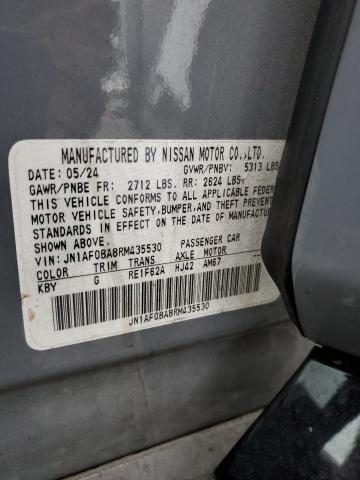 MANUFACTURED BY NISSAN MOTOR CO.,LTD.
DATE: 05/24 GVWR/PNBV: 5313 LBS
GAWR/PNBE FR: 2712 LBS. RR: 2624 LBS.
THIS VEHICLE CONFORMS TO ALL APPLICABLE FEDER
MOTOR VEHICLE SAFETY, BUMPER, AND THEFT
STANDARDS IN EFFECT ON THE DATE OF MANU
SHOWN ABOVE.
VIN: JN1AF0BA8RM435530 PASSENGER CAR
COLOR TRIM TRANS AXLE MOTOR
KBY G RE1F62A HJ42 AM67
JN1AF0BA8RM435530